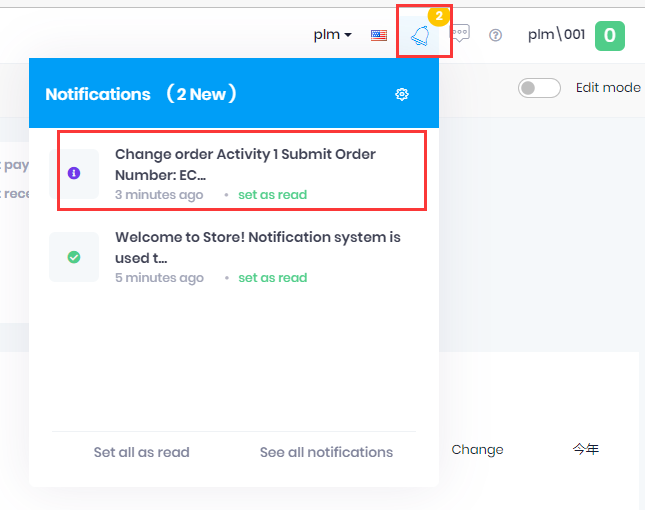 plm
2
plm\001
0
Notifications ( 2 New )
Edit mode
t pay
t rece
Change order Activity 1 Submit Order
Number: EC...
3 minutes ago • set as read
Welcome to Store! Notification system is
used t...
5 minutes ago • set as read
Set all as read
See all notifications
Change
今年